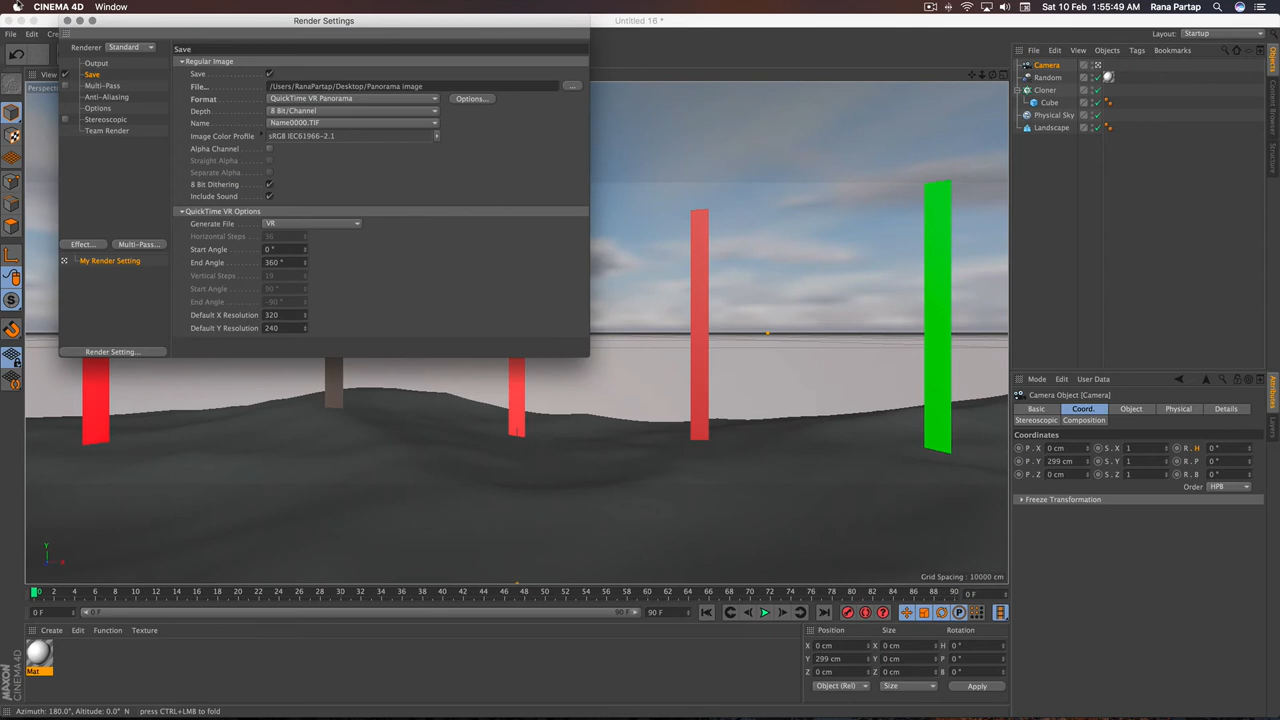 CINEMA 4D Window Sat 10 Feb 1:55:49 AM Rana Partap
Render Settings Untitled 16 *
File Edit Layout: Startup
Renderer Standard
Save
Output
Save
Multi-Pass
Anti-Aliasing
Options
Stereoscopic
Team Render
Effect... Multi-Pass...
My Render Setting
Render Setting...
Regular Image
Save
File... /Users/RanaPartap/Desktop/Panorama image ...
Format QuickTime VR Panorama Options...
Depth 8 Bit/Channel
Name Name0000.TIF
Image Color Profile sRGB IEC61966-2.1
Alpha Channel
Straight Alpha
Separate Alpha
8 Bit Dithering
Include Sound
QuickTime VR Options
Generate File VR
Horizontal Steps 36
Start Angle 0 °
End Angle 360 °
Vertical Steps 19
Start Angle 90 °
End Angle -90 °
Default X Resolution 320
Default Y Resolution 240
View
Perspecti
Y
X
Grid Spacing : 10000 cm
File Edit View Objects Tags Bookmarks
Camera
Random
Cloner
Cube
Physical Sky
Landscape
Objects
Content Browser
Structure
Mode Edit User Data
Camera Object [Camera]
Basic Coord. Object Physical Details
Stereoscopic Composition
Coordinates
P . X 0 cm S . X 1 R . H 0 °
P . Y 299 cm S . Y 1 R . P 0 °
P . Z 0 cm S . Z 1 R . B 0 °
Order HPB
Freeze Transformation
Attributes
Layers
0 2 4 6 8 10 12 14 16 18 20 22 24 26 28 30 32 34 36 38 40 42 44 46 48 50 52 54 56 58 60 62 64 66 68 70 72 74 76 78 80 82 84 86 88 90 0 F
0 F 0 F 90 F 90 F
Create Edit Function Texture
Mat
Position Size Rotation
X 0 cm X 0 cm H 0 °
Y 299 cm Y 0 cm P 0 °
Z 0 cm Z 0 cm B 0 °
Object (Rel) Size Apply
MAXON
CINEMA 4D
Azimuth: 180.0°, Altitude: 0.0° N press CTRL+LMB to fold